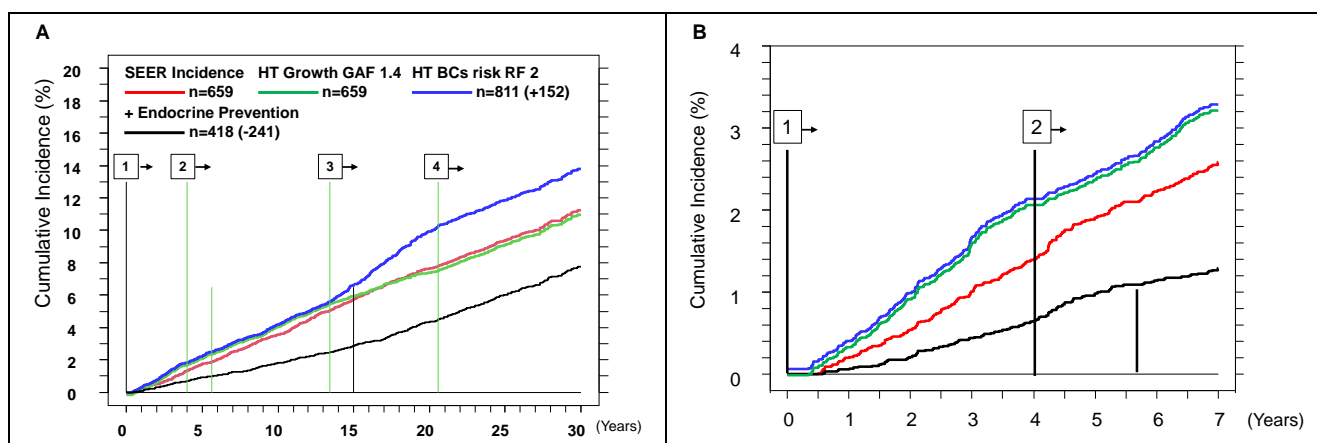 A
Cumulative Incidence (%)
20
18
16
14
12
10
8
6
4
2
0
SEER Incidence HT Growth GAF 1.4 HT BCs risk RF 2
n=659 n=659 n=811 (+152)
+ Endocrine Prevention
n=418 (-241)
1 2 3 4
0 5 10 15 20 25 30 (Years)
B
Cumulative Incidence (%)
4
3
2
1
0
1 2
0 1 2 3 4 5 6 7 (Years)